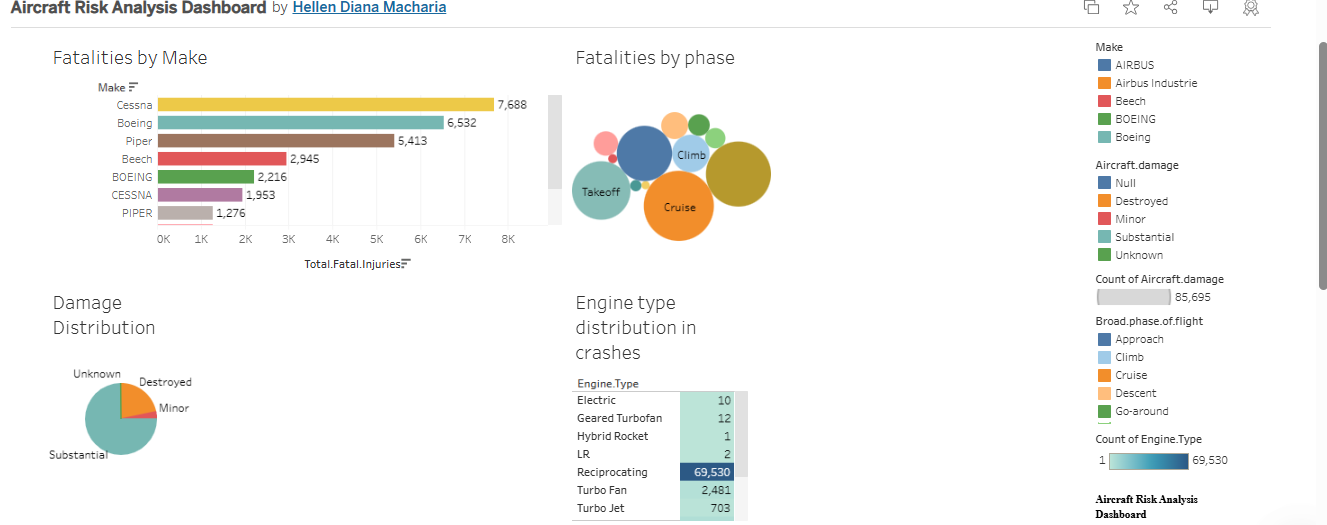 Aircraft Risk Analysis Dashboard by Hellen Diana Macharia
Fatalities by Make
Make
Cessna 7,688
Boeing 6,532
Piper 5,413
Beech 2,945
BOEING 2,216
CESSNA 1,953
PIPER 1,276
0K 1K 2K 3K 4K 5K 6K 7K 8K
Total.Fatal.Injuries
Fatalities by phase
Climb
Takeoff
Cruise
Damage
Distribution
Unknown
Destroyed
Minor
Substantial
Engine type
distribution in
crashes
Engine.Type
Electric 10
Geared Turbofan 12
Hybrid Rocket 1
LR 2
Reciprocating 69,530
Turbo Fan 2,481
Turbo Jet 703
Make
AIRBUS
Airbus Industrie
Beech
BOEING
Boeing
Aircraft.damage
Null
Destroyed
Minor
Substantial
Unknown
Count of Aircraft.damage
85,695
Broad.phase.of.flight
Approach
Climb
Cruise
Descent
Go-around
Count of Engine.Type
1 69,530
Aircraft Risk Analysis
Dashboard